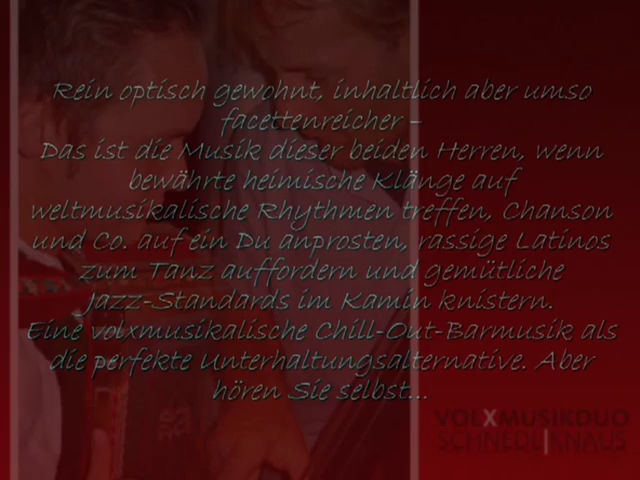 Rein optisch gewohnt, inhaltlich aber umso
facettenreicher –
Das ist die Musik dieser beiden Herren, wenn
bewährte heimische Klänge auf
weltmusikalische Rhythmen treffen, Chanson
und Co. auf ein Du anprosten, rassige Latinos
zum Tanz auffordern und gemütliche
Jazz-Standards im Kamin knistern.
Eine volxmusikalische Chill-Out-Barmusik als
die perfekte Unterhaltungsalternative. Aber
hören Sie selbst...
VOLXMUSIKDUO
SCHNEDL|KNAUS